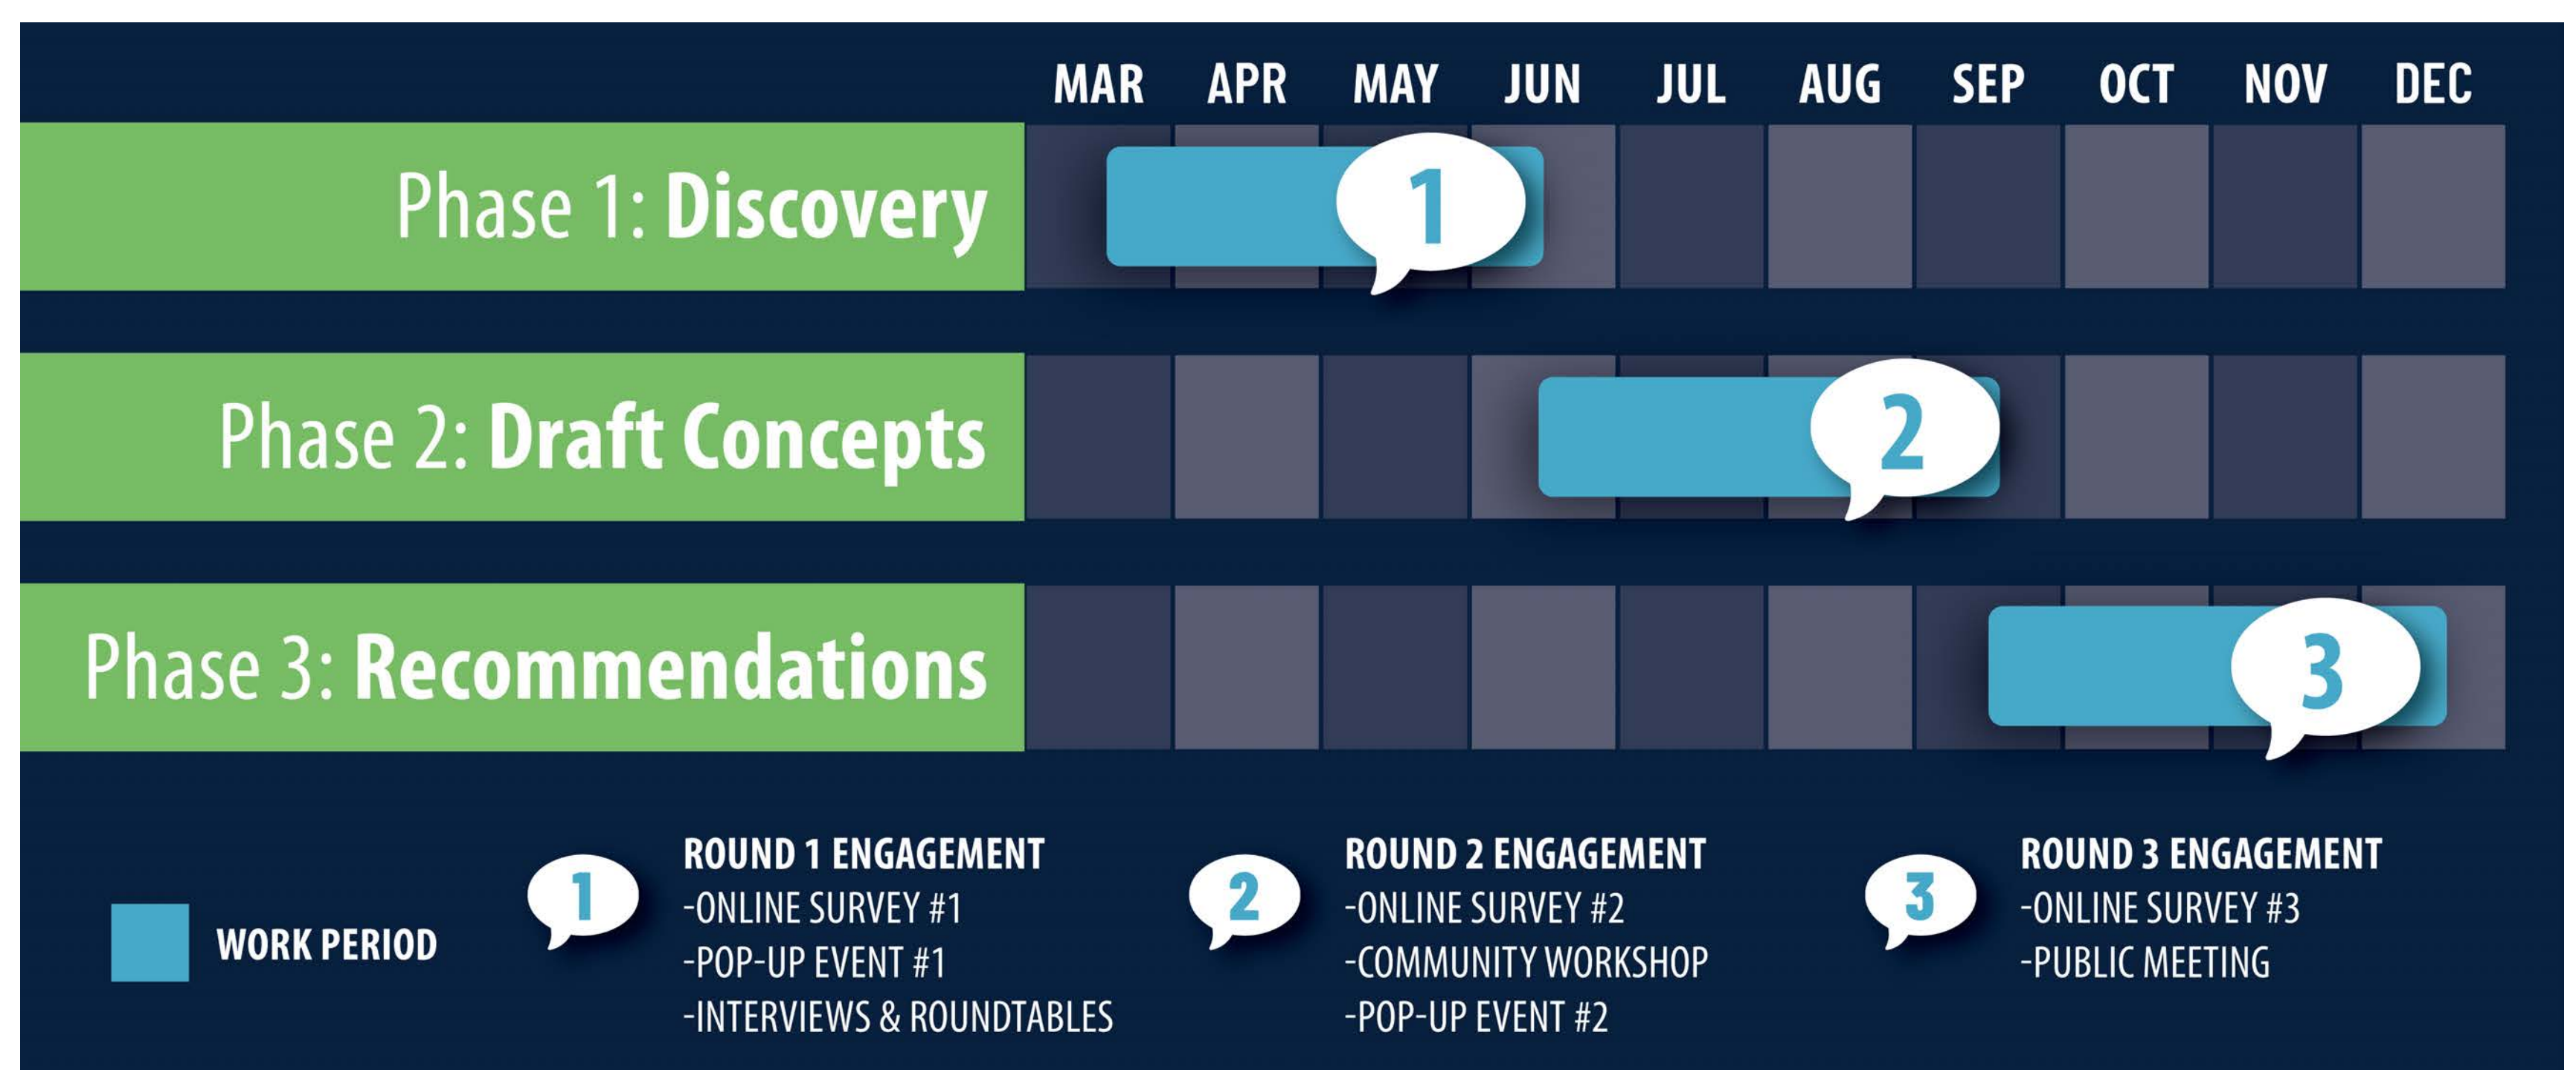 MAR APR MAY JUN JUL AUG SEP OCT NOV DEC
Phase 1: Discovery
1
Phase 2: Draft Concepts
2
Phase 3: Recommendations
3
WORK PERIOD
1
ROUND 1 ENGAGEMENT
-ONLINE SURVEY #1
-POP-UP EVENT #1
-INTERVIEWS & ROUNDTABLES
2
ROUND 2 ENGAGEMENT
-ONLINE SURVEY #2
-COMMUNITY WORKSHOP
-POP-UP EVENT #2
3
ROUND 3 ENGAGEMENT
-ONLINE SURVEY #3
-PUBLIC MEETING